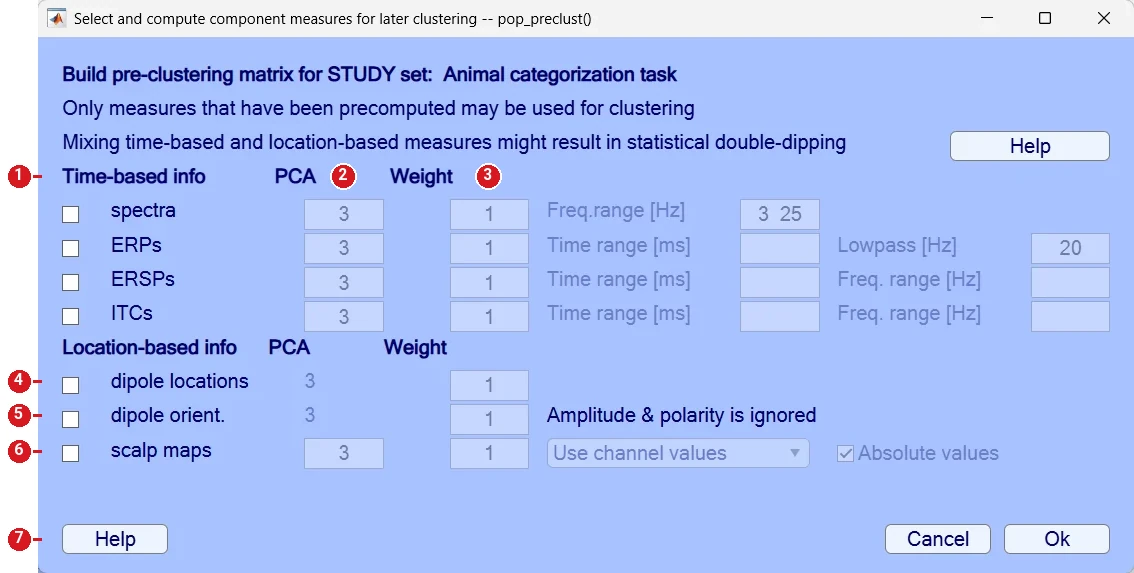 Select and compute component measures for later clustering -- pop_preclust()
Build pre-clustering matrix for STUDY set:  Animal categorization task
Only measures that have been precomputed may be used for clustering
Mixing time-based and location-based measures might result in statistical double-dipping
Help
1 Time-based info PCA 2 Weight 3
spectra 3 1 Freq.range [Hz] 3  25
ERPs 3 1 Time range [ms] Lowpass [Hz] 20
ERSPs 3 1 Time range [ms] Freq. range [Hz]
ITCs 3 1 Time range [ms] Freq. range [Hz]
Location-based info PCA Weight
4 dipole locations 3 1
5 dipole orient. 3 1 Amplitude & polarity is ignored
6 scalp maps 3 1 Use channel values Absolute values
7 Help Cancel Ok